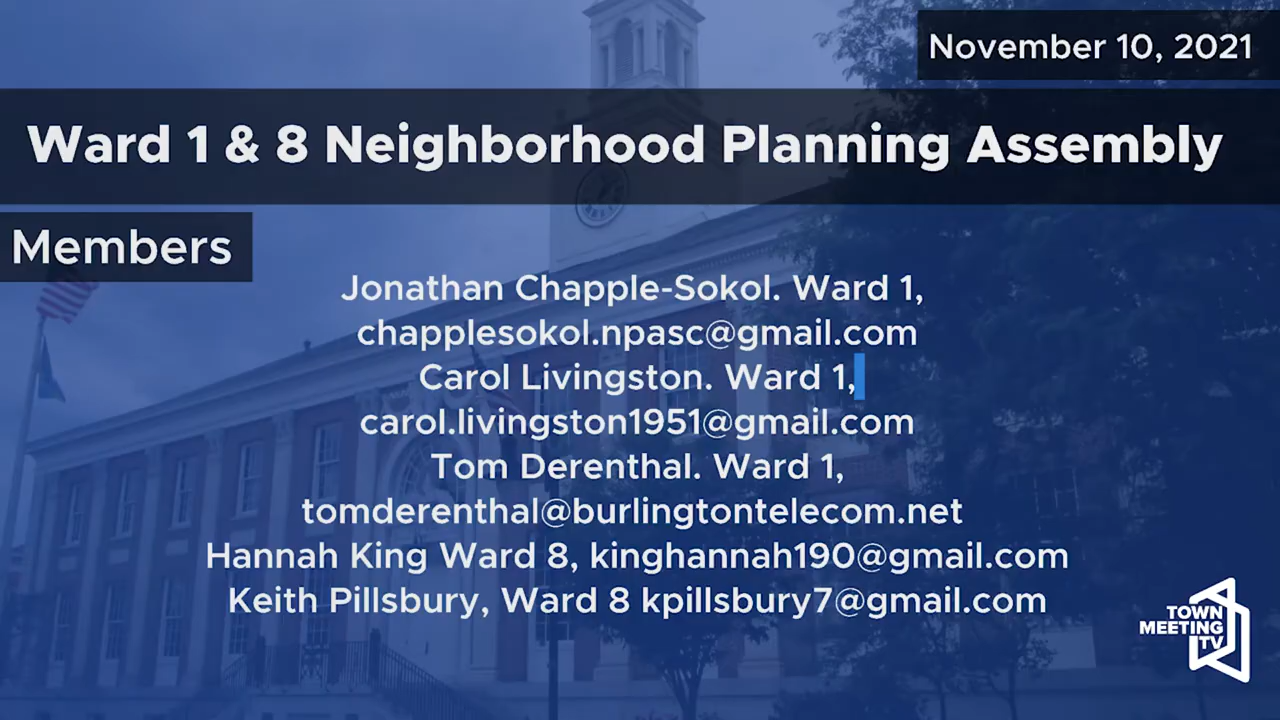 November 10, 2021
Ward 1 & 8 Neighborhood Planning Assembly
Members
Jonathan Chapple-Sokol. Ward 1,
chapplesokol.npasc@gmail.com
Carol Livingston. Ward 1,
carol.livingston1951@gmail.com
Tom Derenthal. Ward 1,
tomderenthal@burlingtontelecom.net
Hannah King Ward 8, kinghannah190@gmail.com
Keith Pillsbury, Ward 8 kpillsbury7@gmail.com
TOWN
MEETING
TV